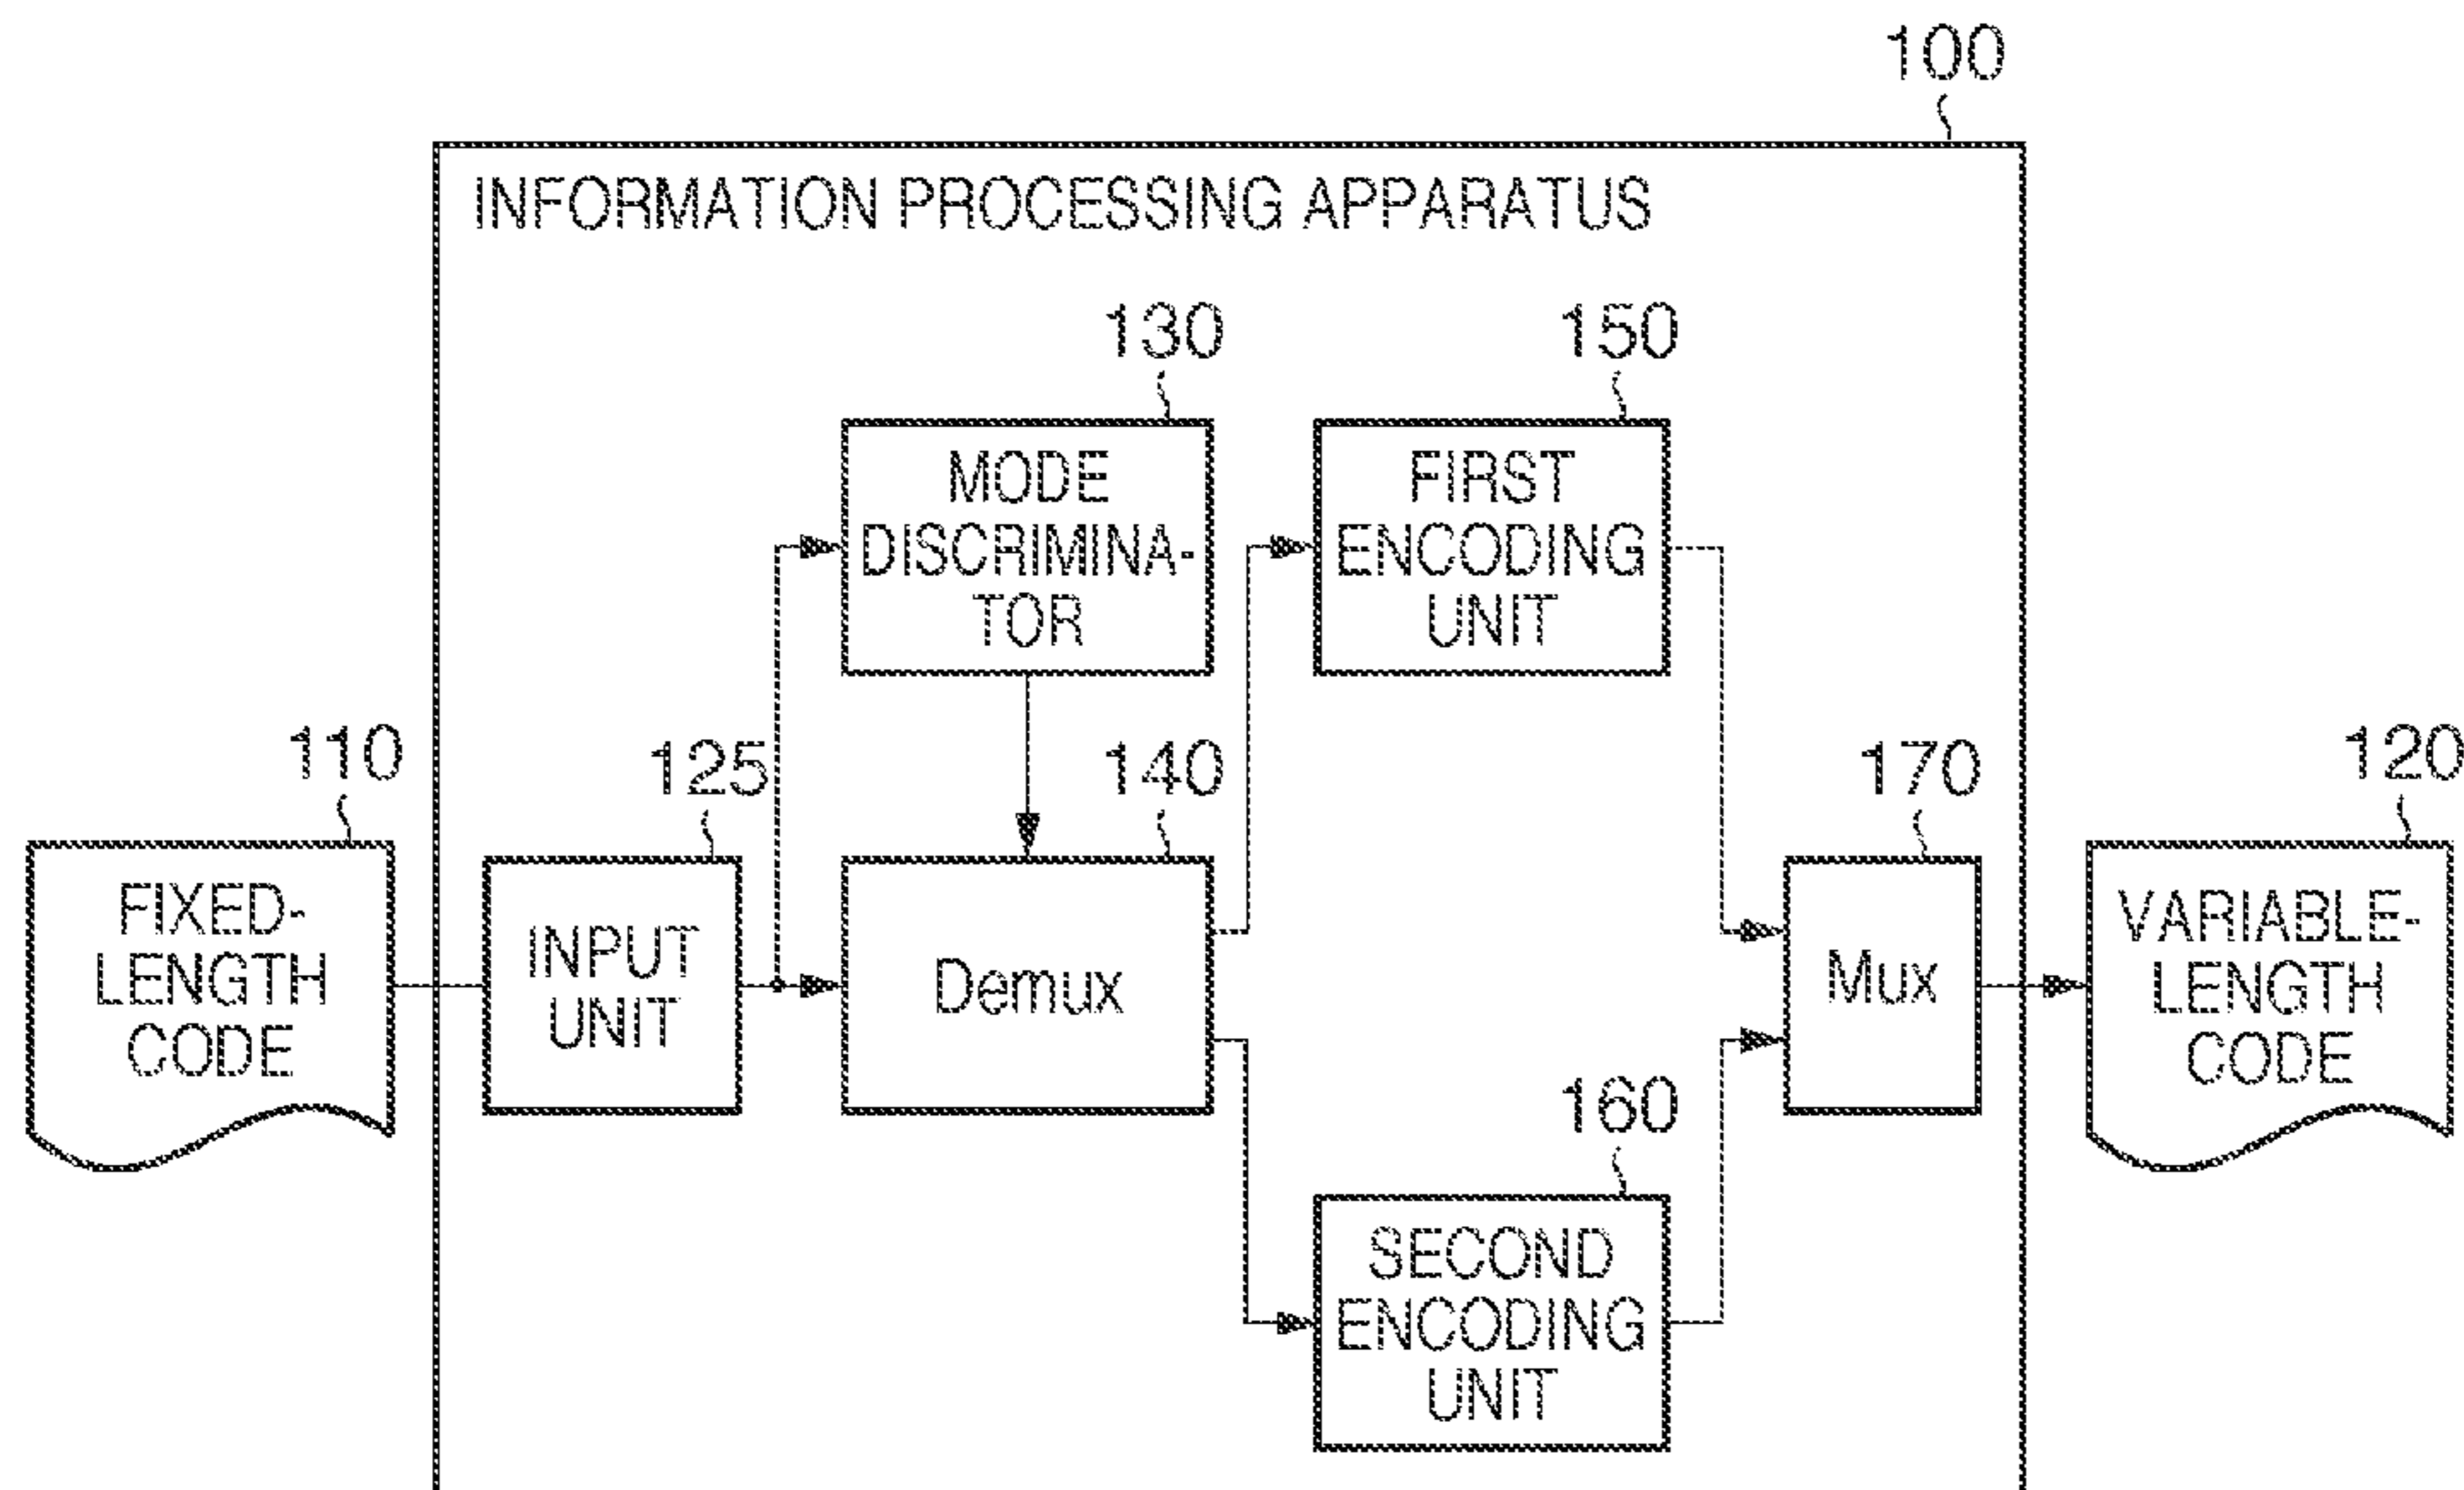 100
INFORMATION PROCESSING APPARATUS
130
150
MODE
DISCRIMINA-
TOR
FIRST
ENCODING
UNIT
110
125
140
170
120
FIXED-
LENGTH
CODE
INPUT
UNIT
Demux
Mux
VARIABLE-
LENGTH
CODE
160
SECOND
ENCODING
UNIT